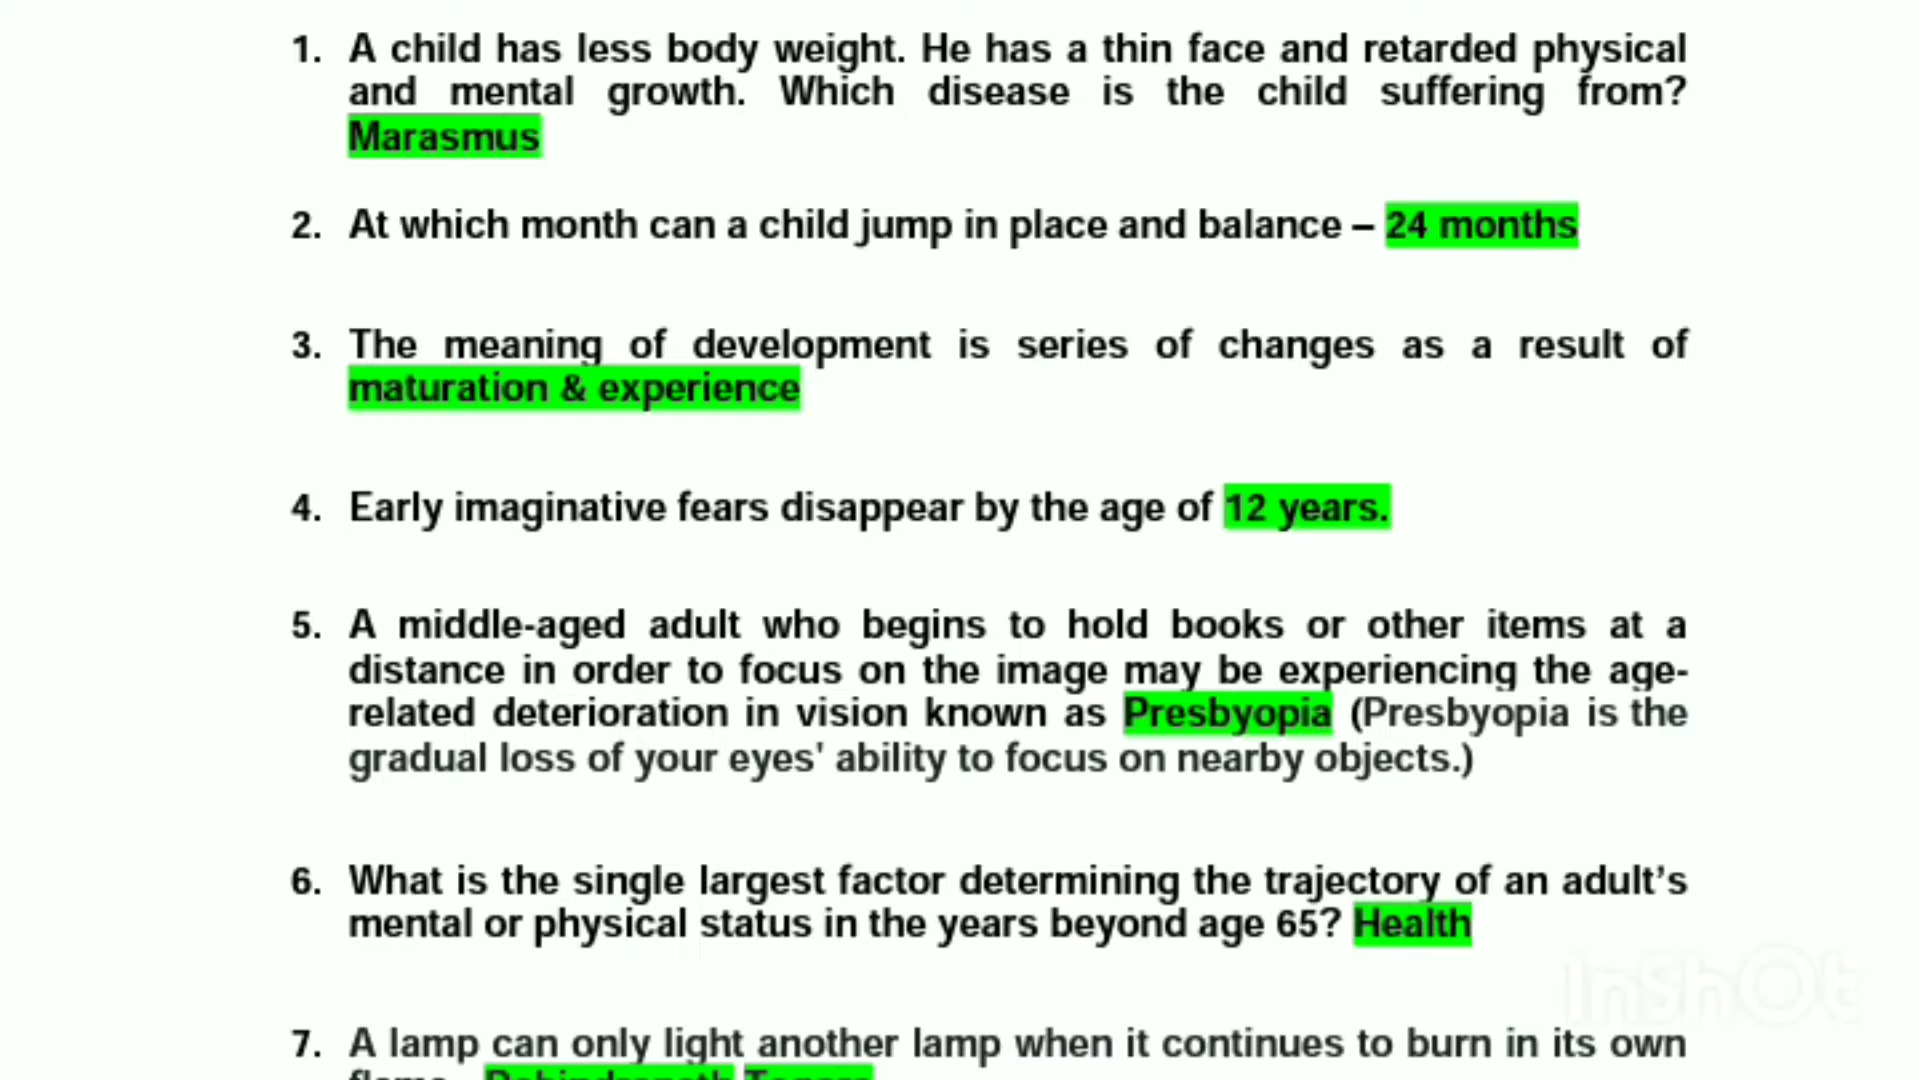 1. A child has less body weight. He has a thin face and retarded physical
and mental growth. Which disease is the child suffering from?
Marasmus
2. At which month can a child jump in place and balance – 24 months
3. The meaning of development is series of changes as a result of
maturation & experience
4. Early imaginative fears disappear by the age of 12 years.
5. A middle-aged adult who begins to hold books or other items at a
distance in order to focus on the image may be experiencing the age-
related deterioration in vision known as Presbyopia (Presbyopia is the
gradual loss of your eyes' ability to focus on nearby objects.)
6. What is the single largest factor determining the trajectory of an adult’s
mental or physical status in the years beyond age 65? Health
InShOt
7. A lamp can only light another lamp when it continues to burn in its own